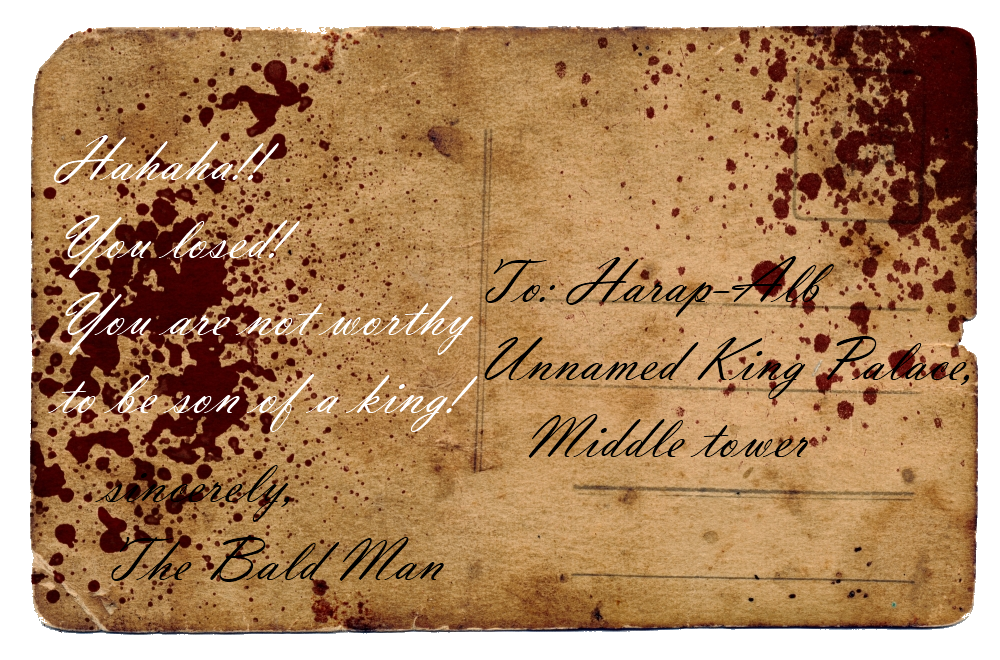 Hahaha!!
You losed!
You are not worthy
to be son of a king!
sincerely,
The Bald Man
To: Harap-Alb
Unnamed King Palace,
Middle tower